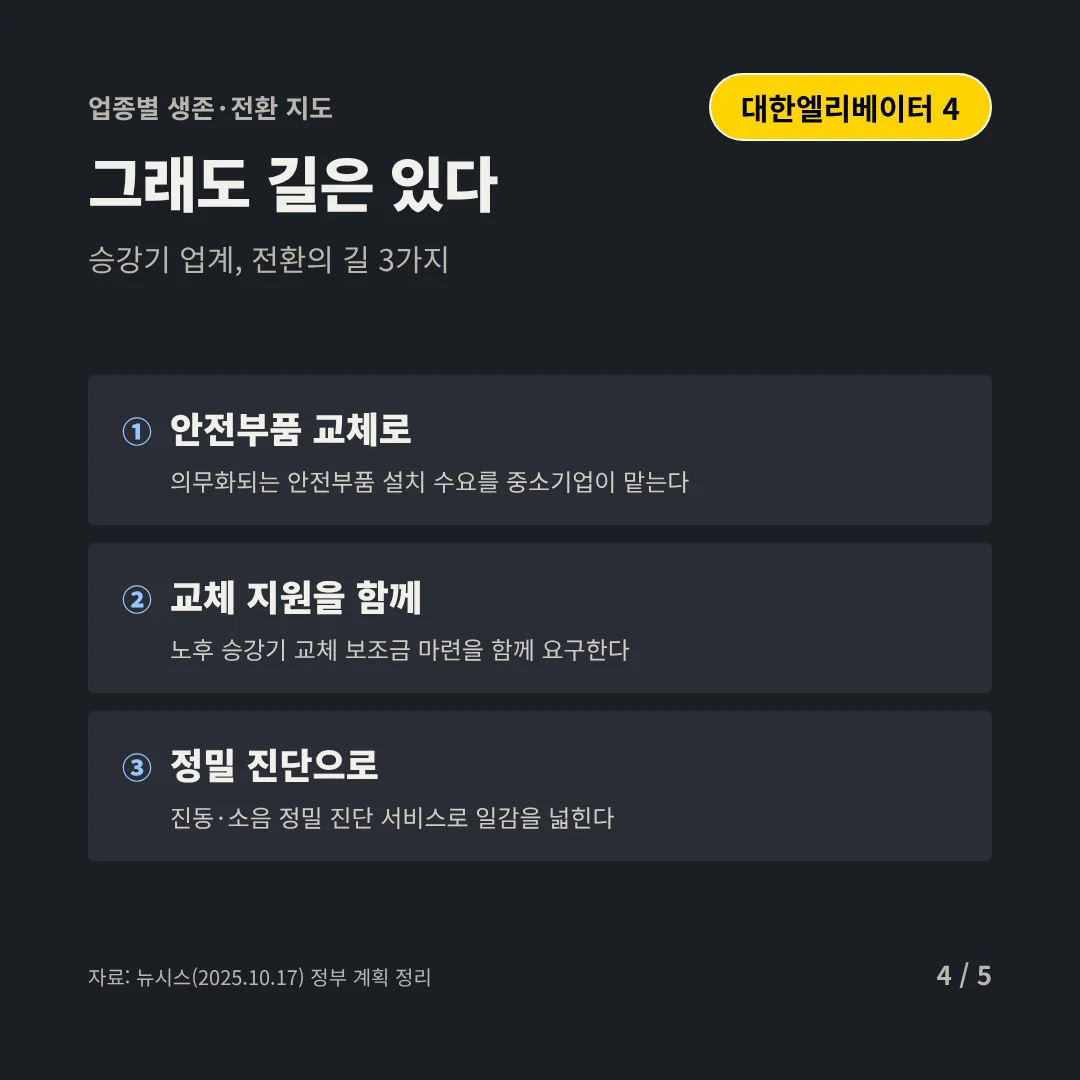 업종별 생존·전환 지도
대한엘리베이터 4
그래도 길은 있다
승강기 업계, 전환의 길 3가지
① 안전부품 교체로
의무화되는 안전부품 설치 수요를 중소기업이 맡는다
② 교체 지원을 함께
노후 승강기 교체 보조금 마련을 함께 요구한다
③ 정밀 진단으로
진동·소음 정밀 진단 서비스로 일감을 넓힌다
자료: 뉴시스(2025.10.17) 정부 계획 정리
4 / 5